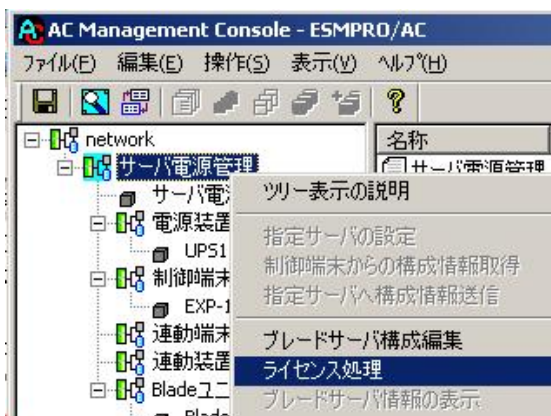 AC Management Console - ESMPRO/AC
ファイル(F) 編集(E) 操作(S) 表示(V) ヘルプ(H)
network
名称
サーバ電源管理
サーバ電源管理
サーバ電
ツリー表示の説明
電源装置
指定サーバの設定
UPS1
制御端末からの構成情報取得
制御端末
指定サーバへ構成情報送信
EXP-1
連動端末
ブレードサーバ構成編集
連動装置
ライセンス処理
Bladeユニ
ブレードサーバ情報の表示